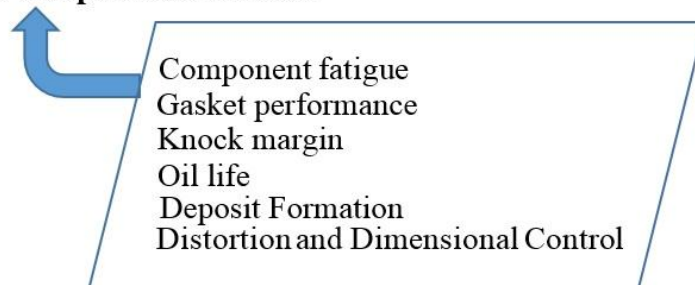 Component fatigue
Gasket performance
Knock margin
Oil life
Deposit Formation
Distortion and Dimensional Control